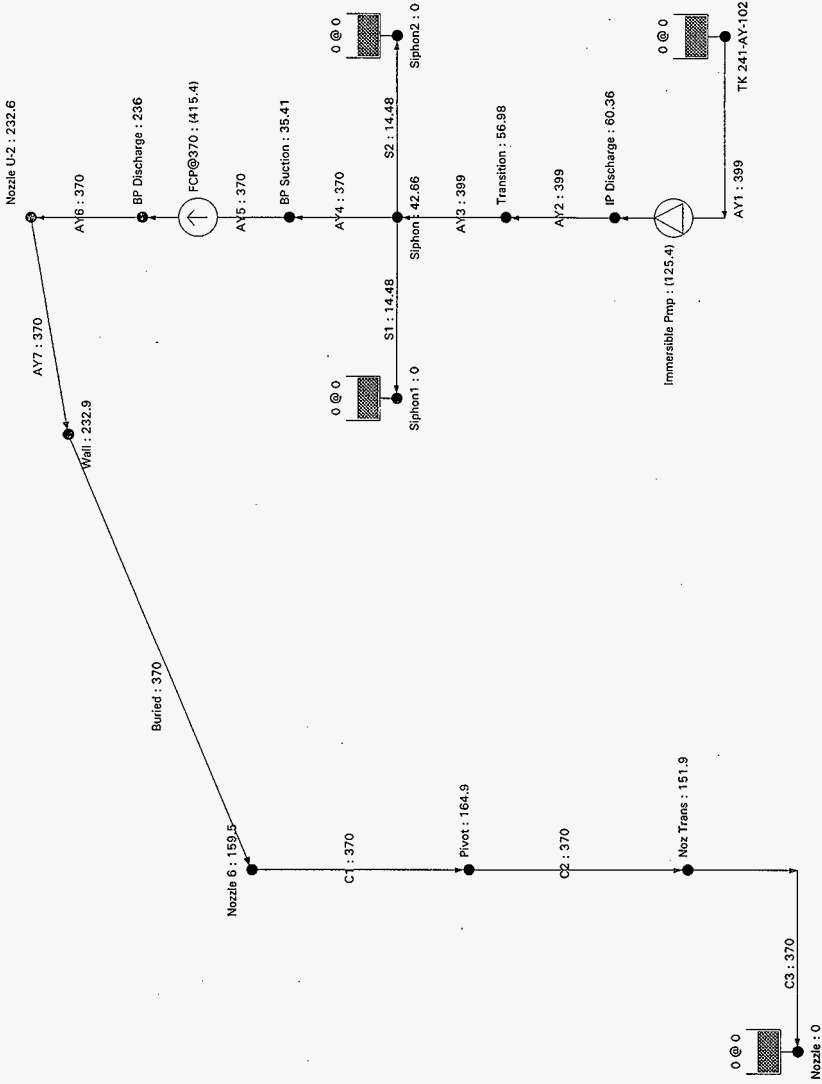 0 @ 0
Siphon2 : 0
0 @ 0
TK 241-AY-102
Nozzle U-2 : 232.6
AY6 : 370
BP Discharge : 236
FCP@370 : (415.4)
AY5 : 370
BP Suction : 35.41
AY4 : 370
S2 : 14.48
Siphon : 42.66
AY3 : 399
Transition : 56.98
AY2 : 399
IP Discharge : 60.36
AY1 : 399
Immersible Pmp : (125.4)
S1 : 14.48
0 @ 0
Siphon1 : 0
AY7 : 370
Wall : 232.9
Buried : 370
Nozzle 6 : 159.5
C1 : 370
Pivot : 164.9
C2 : 370
Noz Trans : 151.9
C3 : 370
0 @ 0
Nozzle : 0